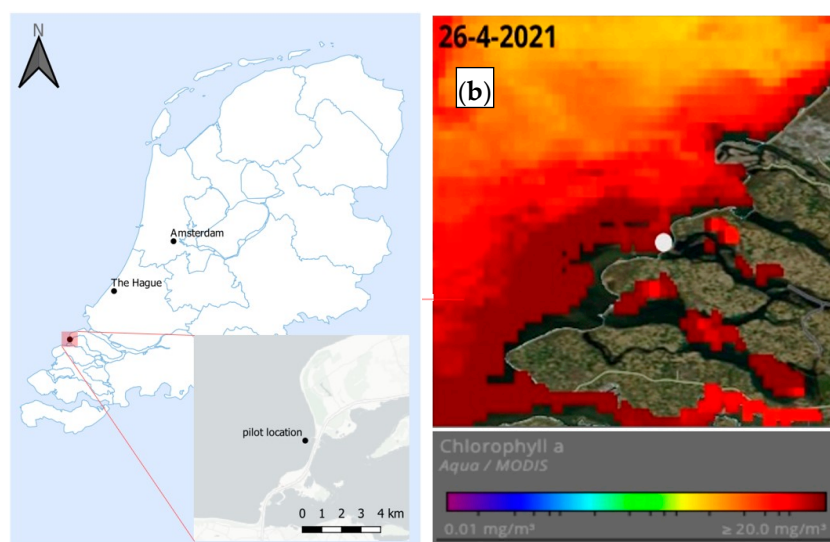 N
Amsterdam
The Hague
pilot location
0 1 2 3 4 km
26-4-2021
(b)
Chlorophyll a
Aqua / MODIS
0.01 mg/m³ ≥ 20.0 mg/m³